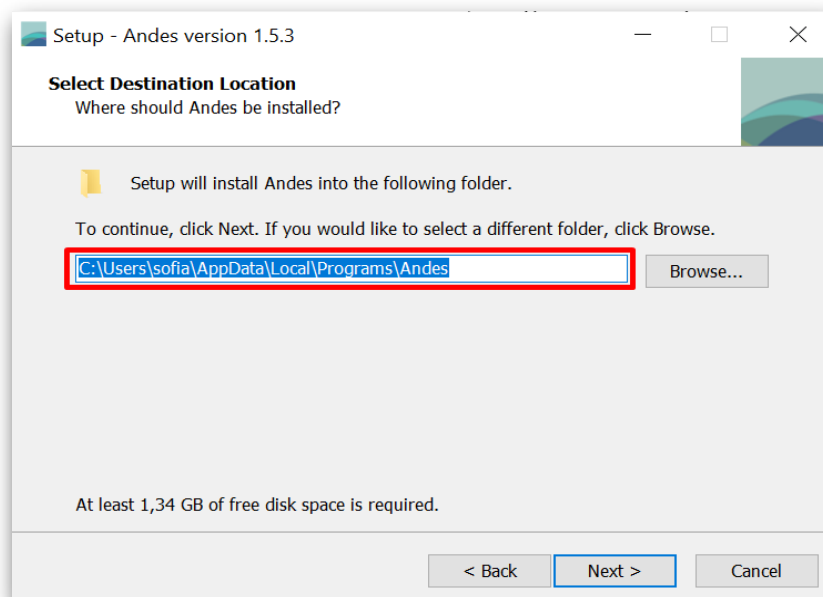 Setup - Andes version 1.5.3
Select Destination Location
Where should Andes be installed?
Setup will install Andes into the following folder.
To continue, click Next. If you would like to select a different folder, click Browse.
C:\Users\sofia\AppData\Local\Programs\Andes
Browse...
At least 1,34 GB of free disk space is required.
< Back
Next >
Cancel